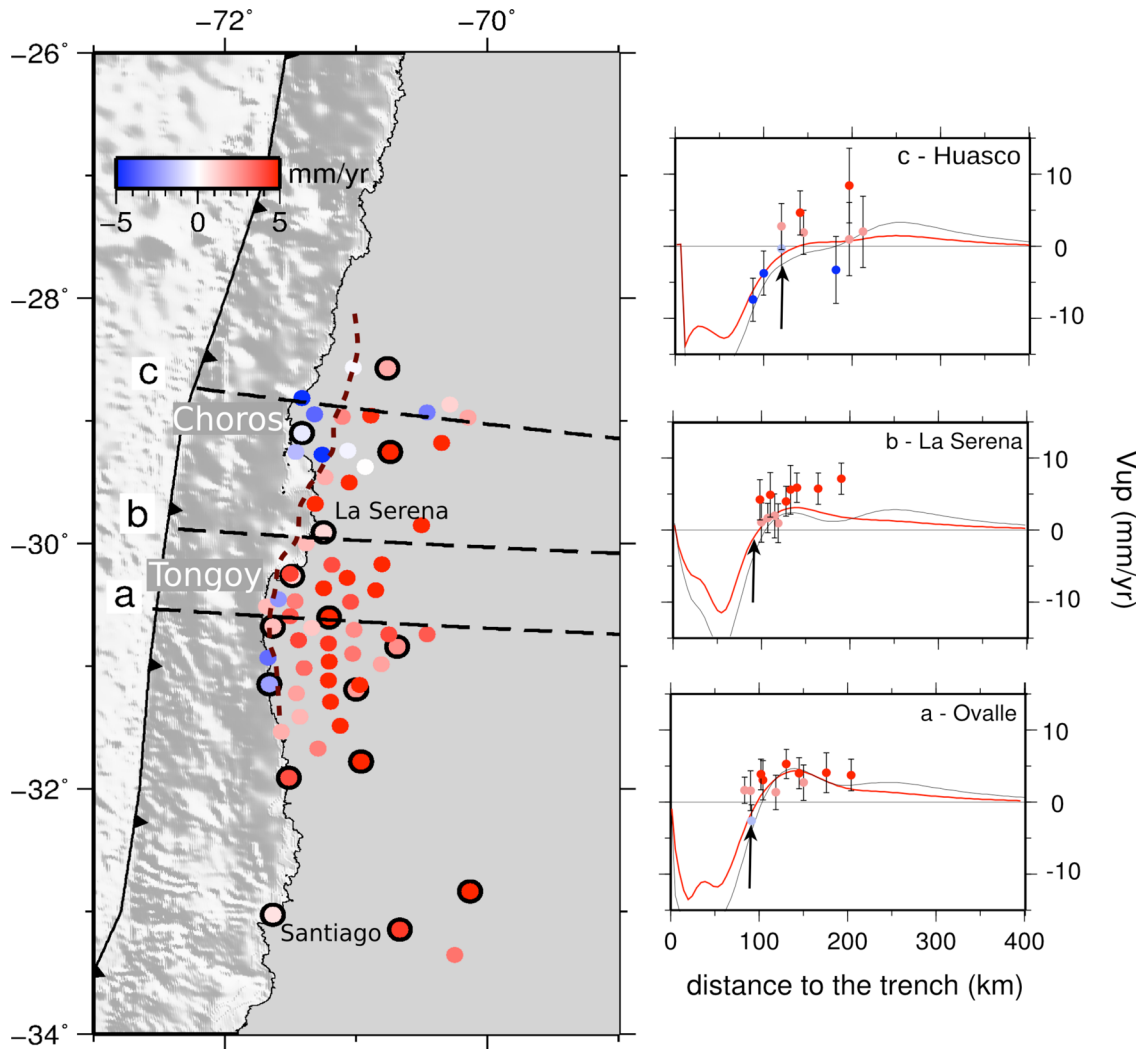 −72˚ −70˚
−26˚
mm/yr
−5 0 5
−28˚
c
Choros
La Serena
b
−30˚
Tongoy
a
−32˚
Santiago
−34˚
c - Huasco
10
0
-10
b - La Serena
10
0
-10
Vup (mm/yr)
a - Ovalle
10
0
-10
0 100 200 300 400
distance to the trench (km)